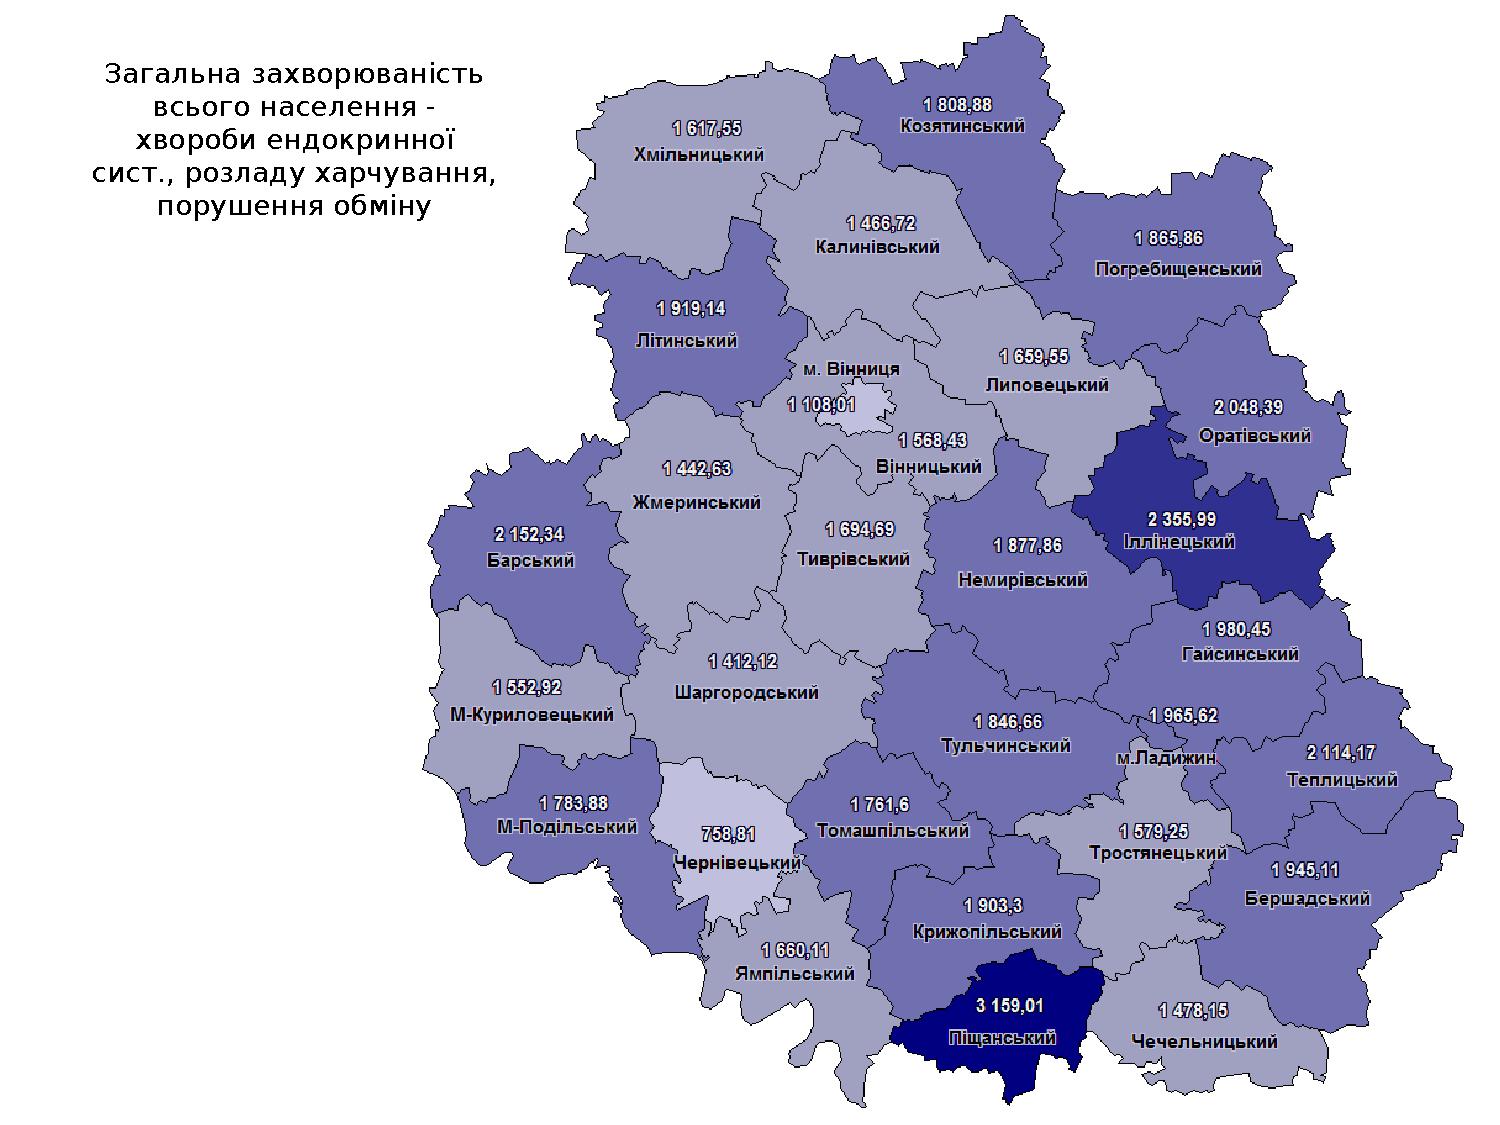 Загальна захворюваність
всього населення -
хвороби ендокринної
сист., розладу харчування,
порушення обміну
1 808,88
Козятинський
1 617,55
Хмільницький
1 466,72
Калинівський
1 865,86
Погребищенський
1 919,14
Літинський
1 659,55
Липовецький
м. Вінниця
1 108,01
2 048,39
Оратівський
1 568,43
Вінницький
1 442,63
Жмеринський
2 152,34
Барський
1 694,69
Тиврівський
1 877,86
Немирівський
2 355,99
Іллінецький
1 980,45
Гайсинський
1 412,12
Шаргородський
1 552,92
М-Куриловецький
1 846,66
Тульчинський
1 965,62
м.Ладижин
2 114,17
Теплицький
1 783,88
М-Подільський
758,81
Чернівецький
1 761,6
Томашпільський
1 579,25
Тростянецький
1 945,11
Бершадський
1 903,3
Крижопільський
1 660,11
Ямпільський
3 159,01
Піщанський
1 478,15
Чечельницький